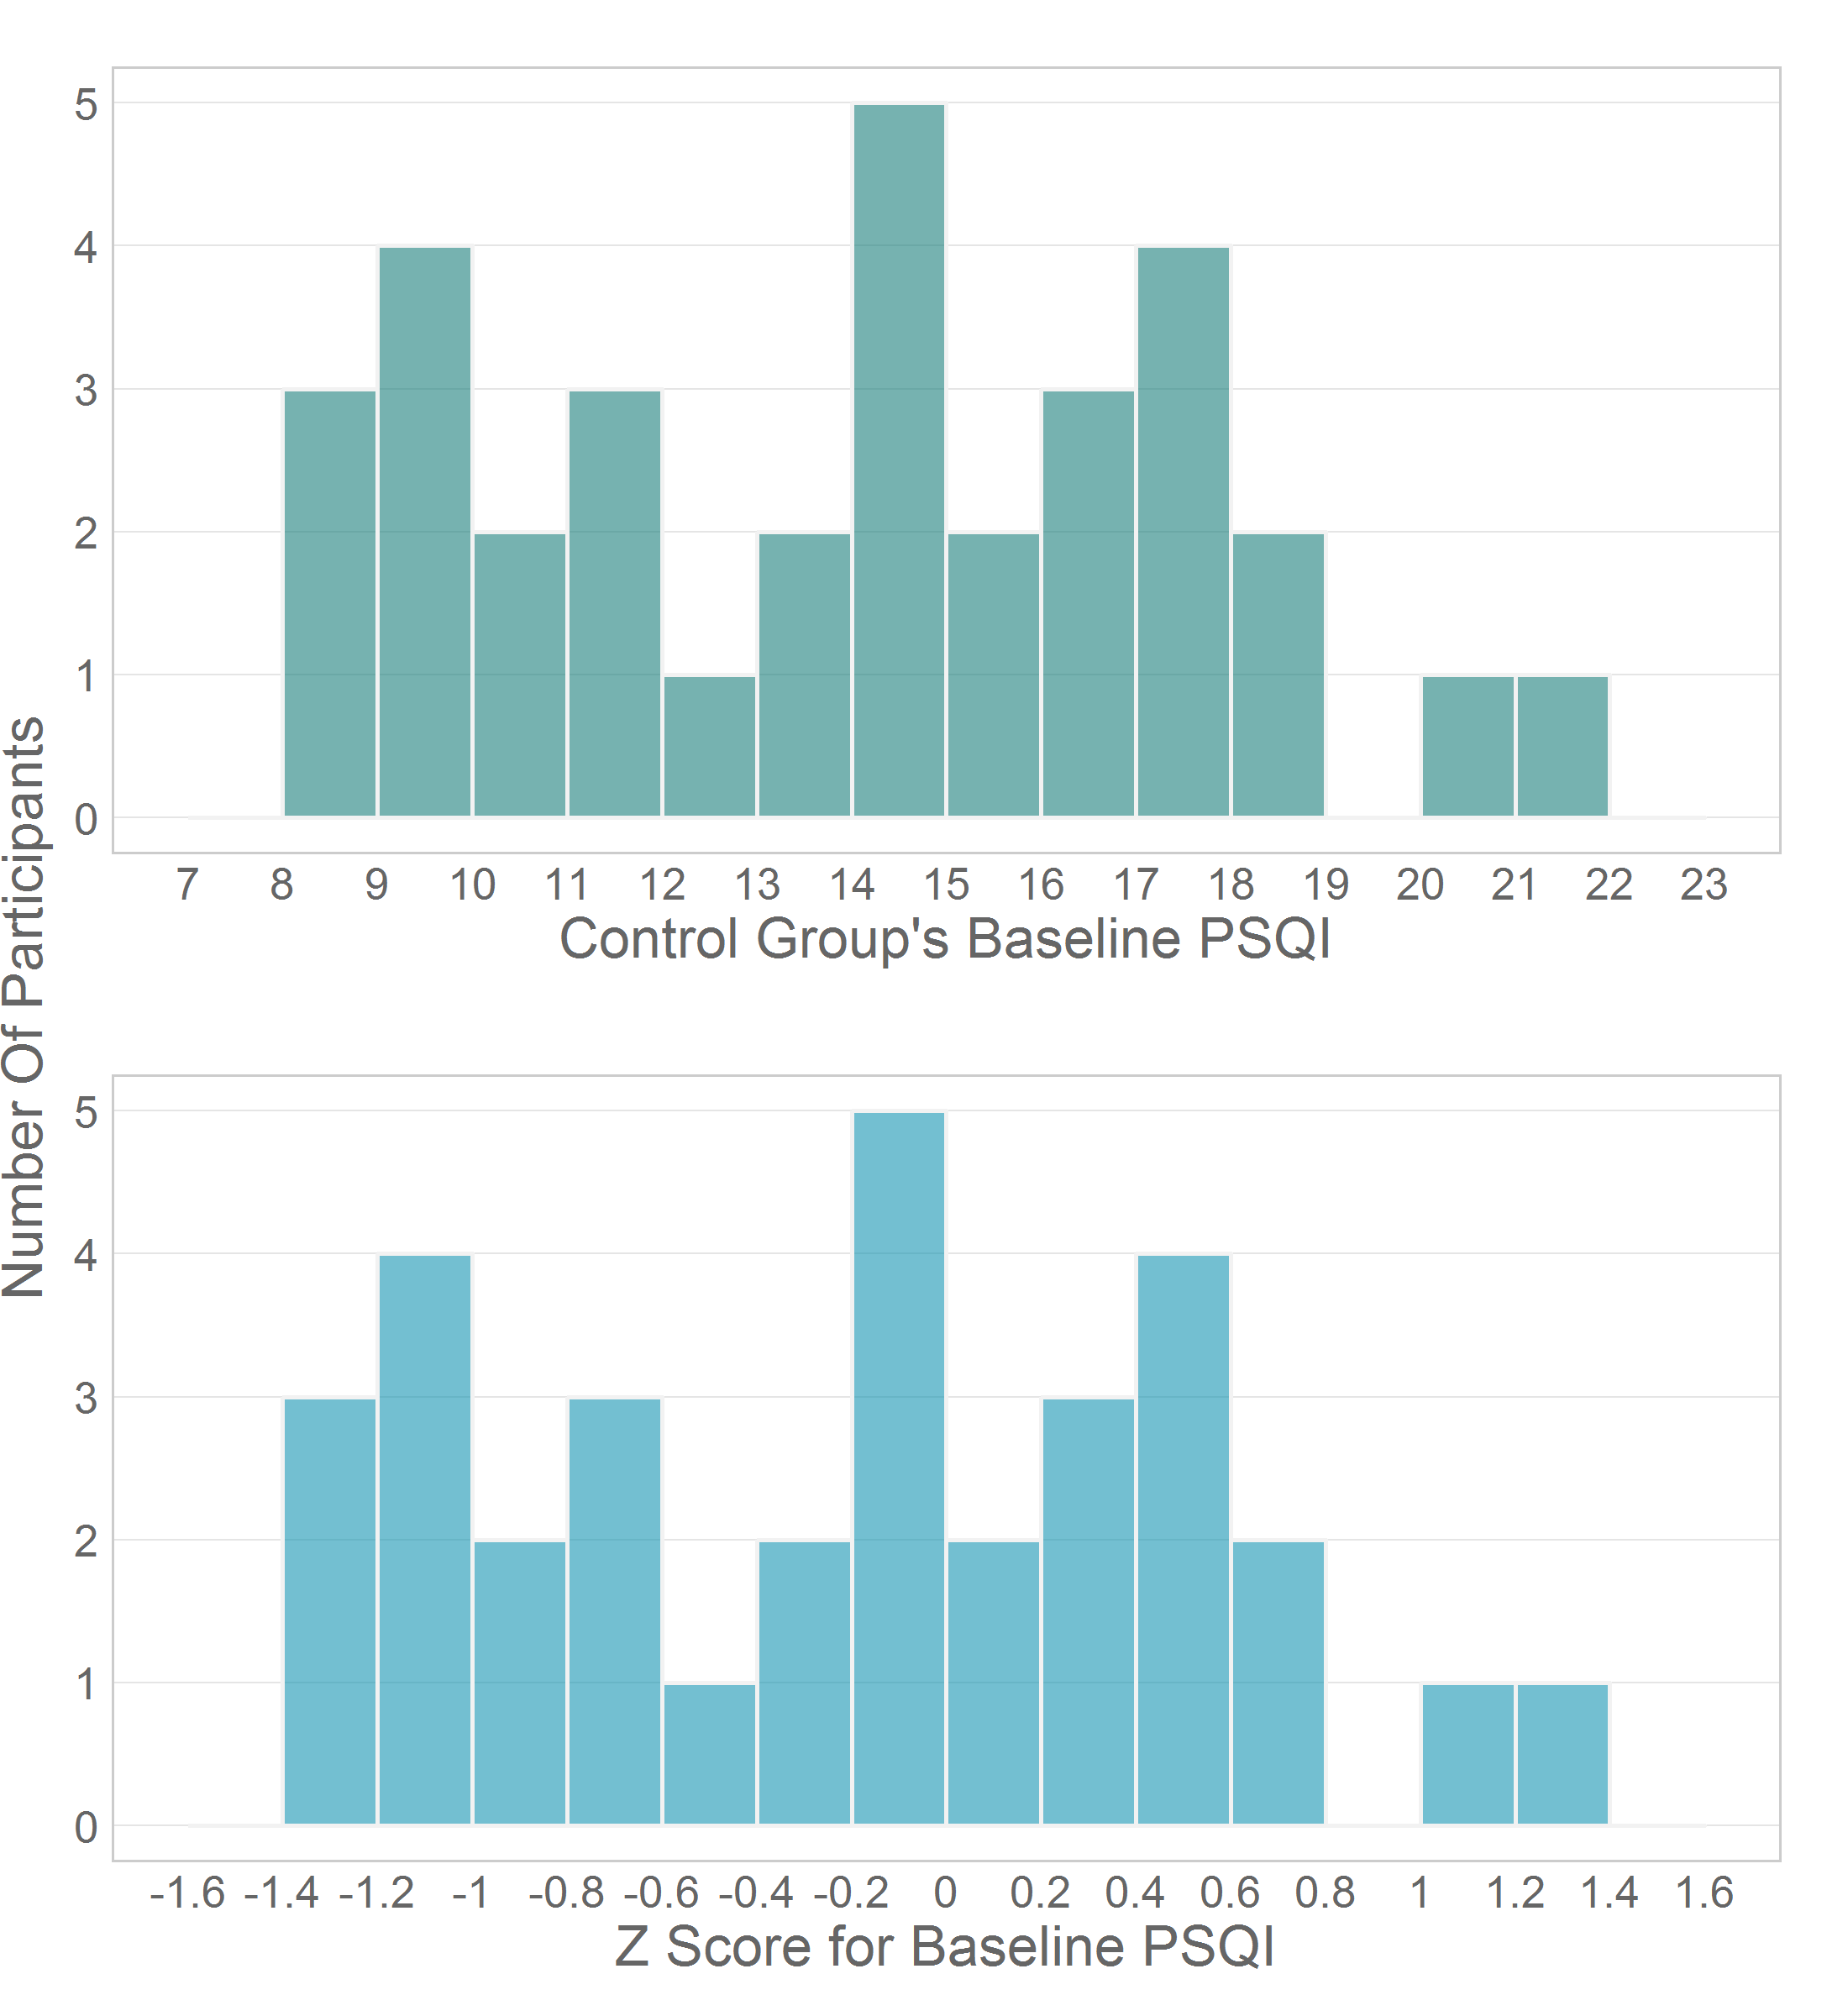 Number Of Participants
5
4
3
2
1
0
7 8 9 10 11 12 13 14 15 16 17 18 19 20 21 22 23
Control Group's Baseline PSQI
5
4
3
2
1
0
-1.6 -1.4 -1.2 -1 -0.8 -0.6 -0.4 -0.2 0 0.2 0.4 0.6 0.8 1 1.2 1.4 1.6
Z Score for Baseline PSQI